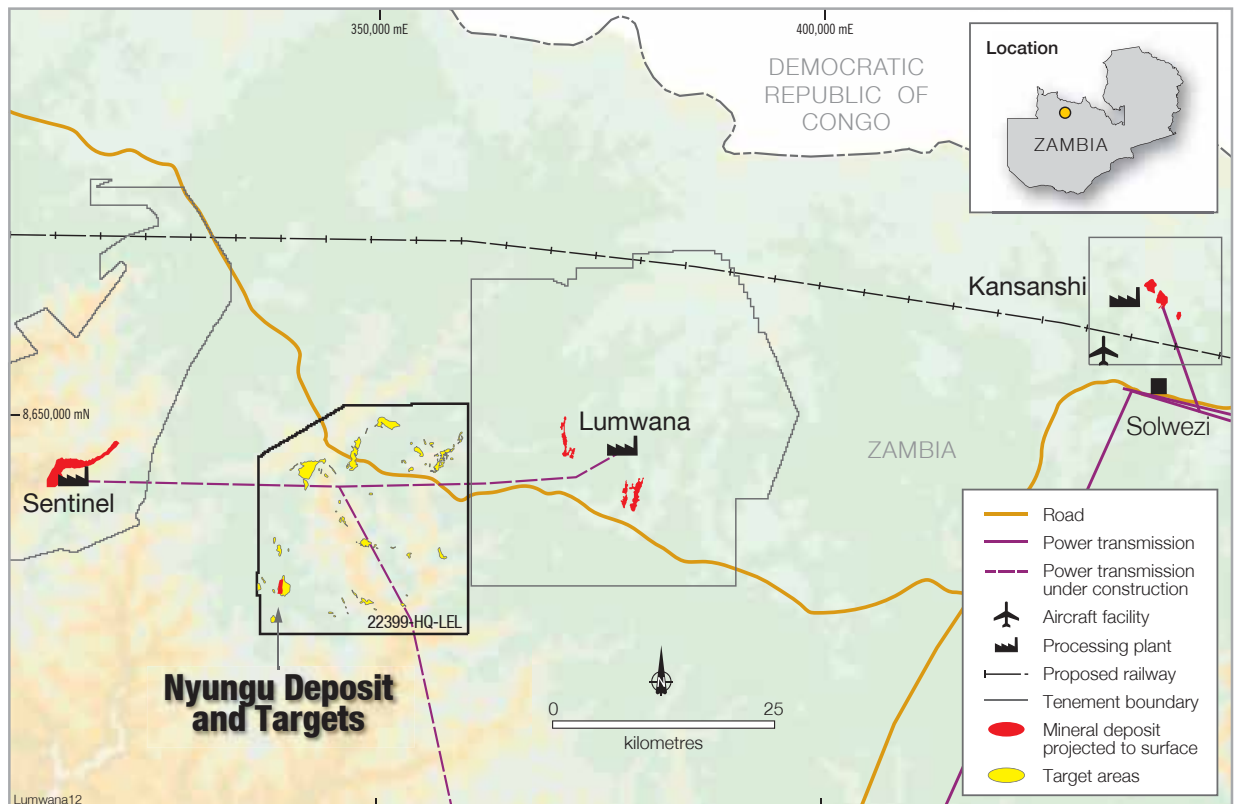 350,000 mE
400,000 mE
DEMOCRATIC
REPUBLIC OF
CONGO
Location
ZAMBIA
Kansanshi
8,650,000 mN
Lumwana
ZAMBIA
Solwezi
Sentinel
22399-HQ-LEL
Nyungu Deposit
and Targets
N
0 25
kilometres
Road
Power transmission
Power transmission
under construction
Aircraft facility
Processing plant
Proposed railway
Tenement boundary
Mineral deposit
projected to surface
Target areas
Lumwana12